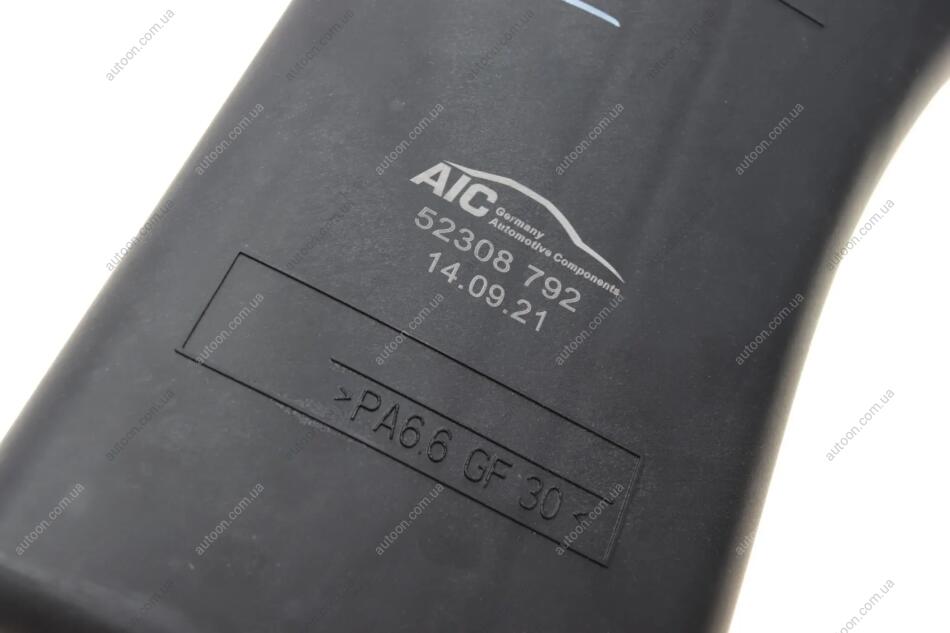 AIC
Germany
Automotive Components
52308 792
14.09.21
>PA6.6 GF 30<
autoon.com.ua